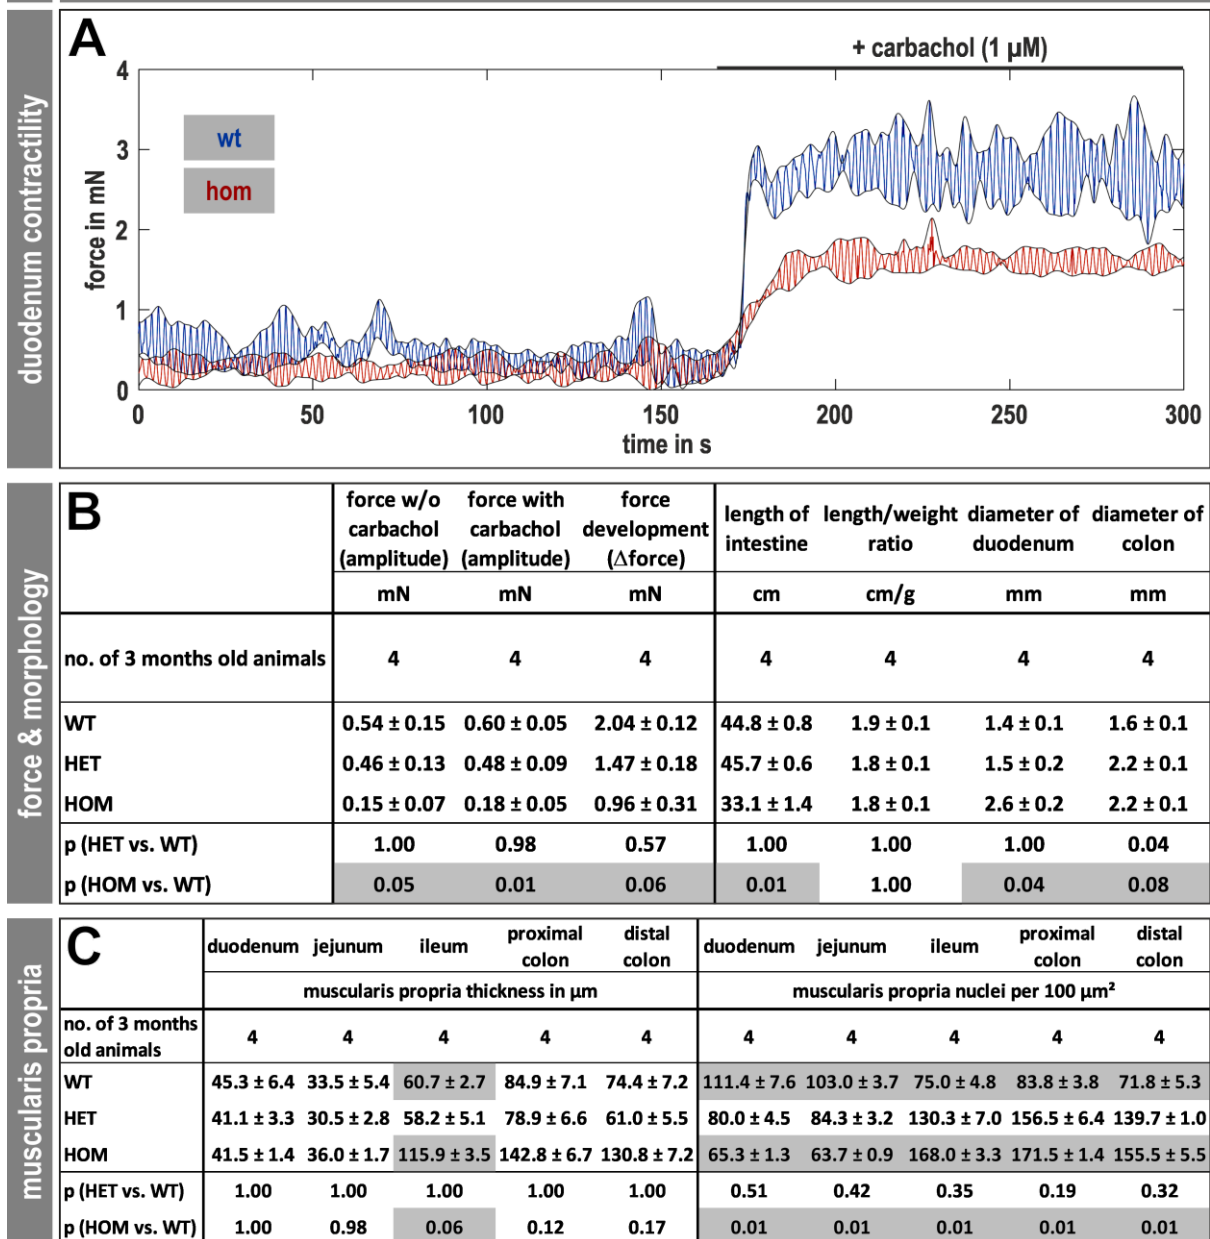 duodenum contractility
A
+ carbachol (1 µM)
4
3
2
1
0
force in mN
wt
hom
0 50 100 150 200 250 300
time in s
force & morphology
B
force w/o carbachol (amplitude) force with carbachol (amplitude) force development (Δforce) length of intestine length/weight ratio diameter of duodenum diameter of colon
mN mN mN cm cm/g mm mm
no. of 3 months old animals 4 4 4 4 4 4 4
WT 0.54 ± 0.15 0.60 ± 0.05 2.04 ± 0.12 44.8 ± 0.8 1.9 ± 0.1 1.4 ± 0.1 1.6 ± 0.1
HET 0.46 ± 0.13 0.48 ± 0.09 1.47 ± 0.18 45.7 ± 0.6 1.8 ± 0.1 1.5 ± 0.2 2.2 ± 0.1
HOM 0.15 ± 0.07 0.18 ± 0.05 0.96 ± 0.31 33.1 ± 1.4 1.8 ± 0.1 2.6 ± 0.2 2.2 ± 0.1
p (HET vs. WT) 1.00 0.98 0.57 1.00 1.00 1.00 0.04
p (HOM vs. WT) 0.05 0.01 0.06 0.01 1.00 0.04 0.08
muscularis propria
C
duodenum jejunum ileum proximal colon distal colon duodenum jejunum ileum proximal colon distal colon
muscularis propria thickness in µm muscularis propria nuclei per 100 µm²
no. of 3 months old animals 4 4 4 4 4 4 4 4 4 4
WT 45.3 ± 6.4 33.5 ± 5.4 60.7 ± 2.7 84.9 ± 7.1 74.4 ± 7.2 111.4 ± 7.6 103.0 ± 3.7 75.0 ± 4.8 83.8 ± 3.8 71.8 ± 5.3
HET 41.1 ± 3.3 30.5 ± 2.8 58.2 ± 5.1 78.9 ± 6.6 61.0 ± 5.5 80.0 ± 4.5 84.3 ± 3.2 130.3 ± 7.0 156.5 ± 6.4 139.7 ± 1.0
HOM 41.5 ± 1.4 36.0 ± 1.7 115.9 ± 3.5 142.8 ± 6.7 130.8 ± 7.2 65.3 ± 1.3 63.7 ± 0.9 168.0 ± 3.3 171.5 ± 1.4 155.5 ± 5.5
p (HET vs. WT) 1.00 1.00 1.00 1.00 1.00 0.51 0.42 0.35 0.19 0.32
p (HOM vs. WT) 1.00 0.98 0.06 0.12 0.17 0.01 0.01 0.01 0.01 0.01